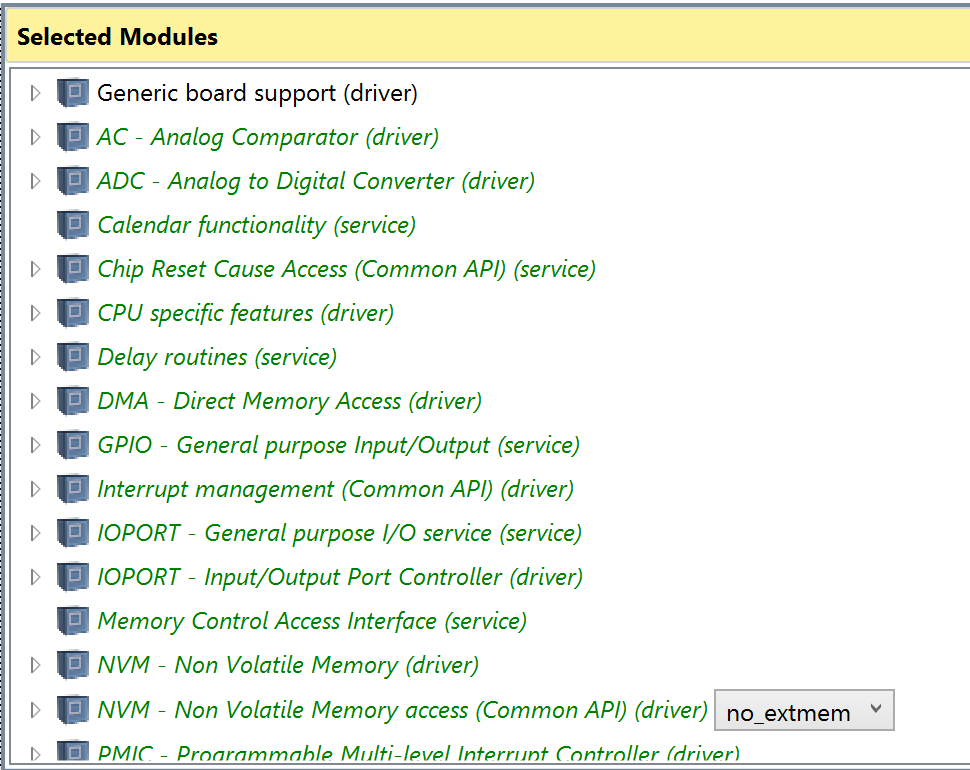 Selected Modules
Generic board support (driver)
AC - Analog Comparator (driver)
ADC - Analog to Digital Converter (driver)
Calendar functionality (service)
Chip Reset Cause Access (Common API) (service)
CPU specific features (driver)
Delay routines (service)
DMA - Direct Memory Access (driver)
GPIO - General purpose Input/Output (service)
Interrupt management (Common API) (driver)
IOPORT - General purpose I/O service (service)
IOPORT - Input/Output Port Controller (driver)
Memory Control Access Interface (service)
NVM - Non Volatile Memory (driver)
NVM - Non Volatile Memory access (Common API) (driver) no_extmem
PMIC - Programmable Multi-level Interrupt Controller (driver)